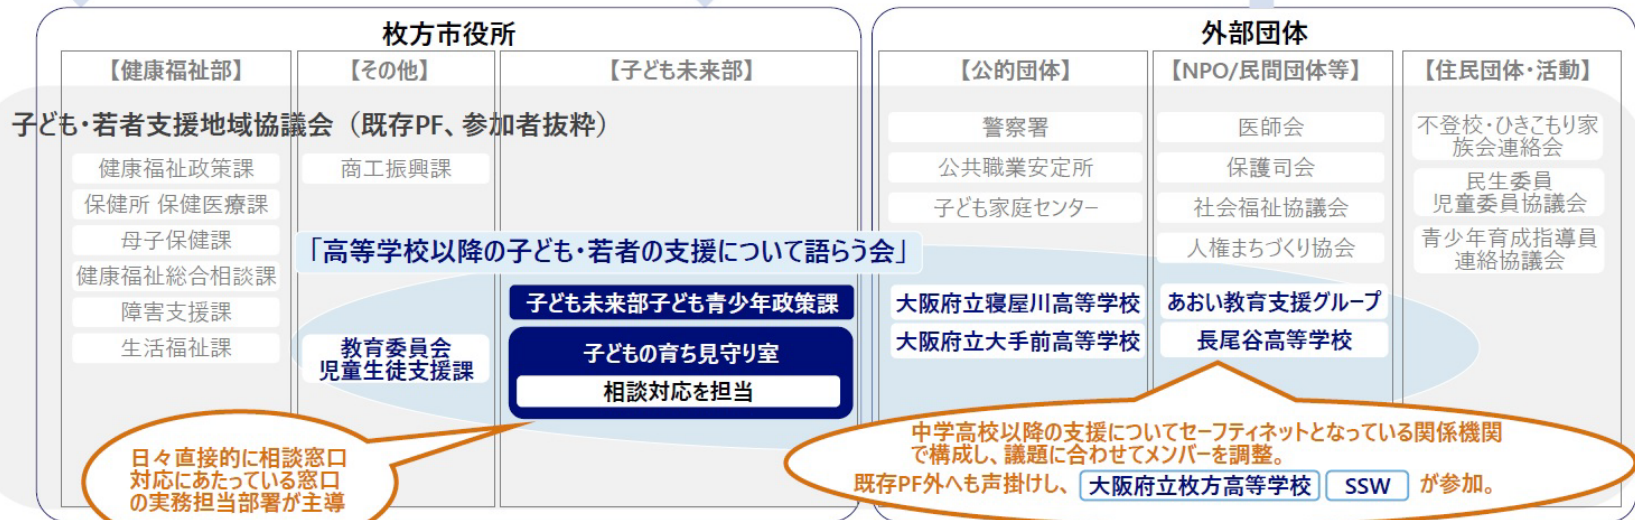 枚方市役所
外部団体
【健康福祉部】
【その他】
【子ども未来部】
【公的団体】
【NPO/民間団体等】
【住民団体・活動】
子ども・若者支援地域協議会（既存PF、参加者抜粋）
健康福祉政策課
保健所 保健医療課
母子保健課
健康福祉総合相談課
障害支援課
生活福祉課
商工振興課
警察署
公共職業安定所
子ども家庭センター
医師会
保護司会
社会福祉協議会
人権まちづくり協会
不登校・ひきこもり家
族会連絡会
民生委員
児童委員協議会
青少年育成指導員
連絡協議会
「高等学校以降の子ども・若者の支援について語らう会」
教育委員会
児童生徒支援課
子ども未来部子ども青少年政策課
子どもの育ち見守り室
相談対応を担当
大阪府立寝屋川高等学校
大阪府立大手前高等学校
あおい教育支援グループ
長尾谷高等学校
日々直接的に相談窓口
対応にあたっている窓口
の実務担当部署が主導
中学高校以降の支援についてセーフティネットとなっている関係機関
で構成し、議題に合わせてメンバーを調整。
既存PF外へも声掛けし、 大阪府立枚方高等学校 SSW が参加。